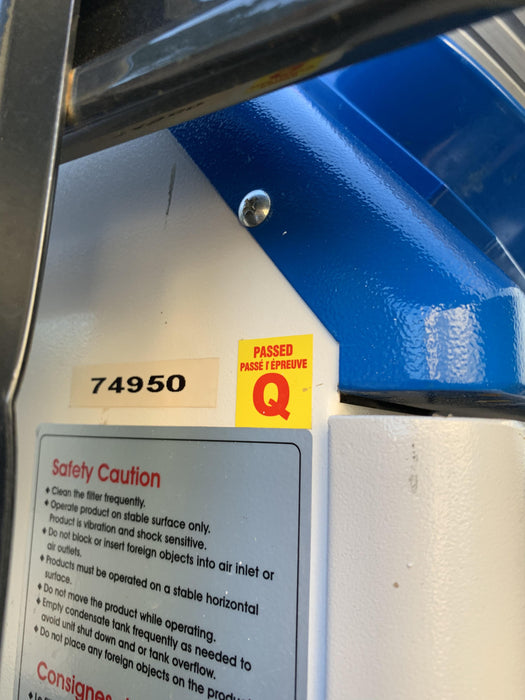 PASSED
PASSÉ l'ÉPREUVE
Q
74950
Safety Caution
♦ Clean the filter frequently.
♦ Operate product on stable surface only.
Product is vibration and shock sensitive.
♦ Do not block or insert foreign objects into air inlet or
air outlets.
♦ Products must be operated on a stable horizontal
surface.
♦ Do not move the product while operating.
♦ Empty condensate tank frequently as needed to
avoid unit shut down and or tank overflow.
♦ Do not place any foreign objects on the product
Consignes